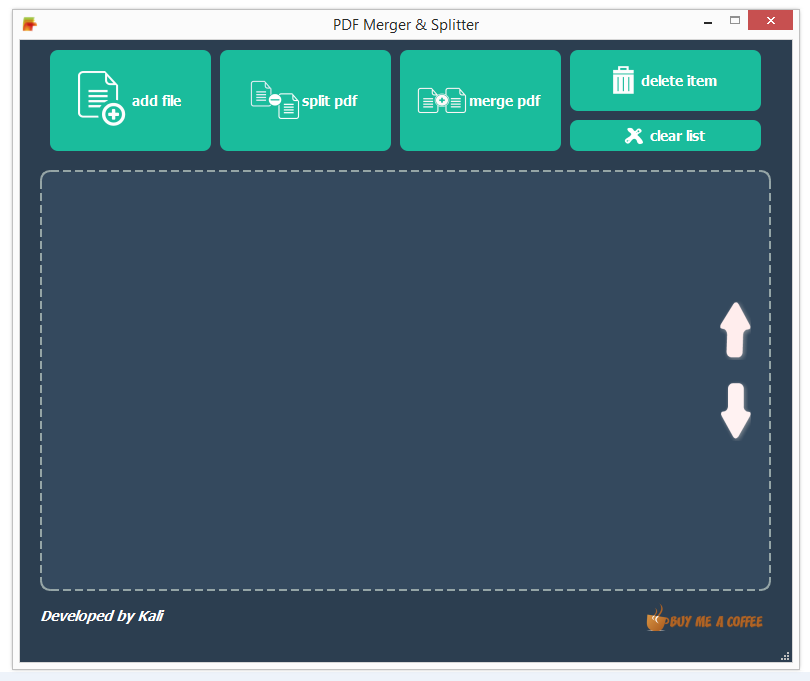 PDF Merger & Splitter
add file
split pdf
merge pdf
delete item
clear list
Developed by Kali
BUY ME A COFFEE